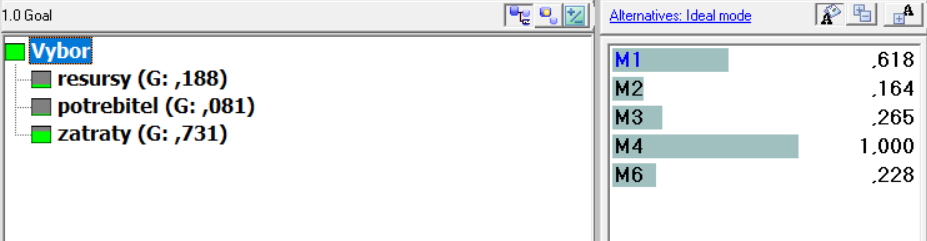 1.0 Goal
Vybor
resursy (G: ,188)
potrebitel (G: ,081)
zatraty (G: ,731)
Alternatives: Ideal mode
M1 ,618
M2 ,164
M3 ,265
M4 1,000
M6 ,228